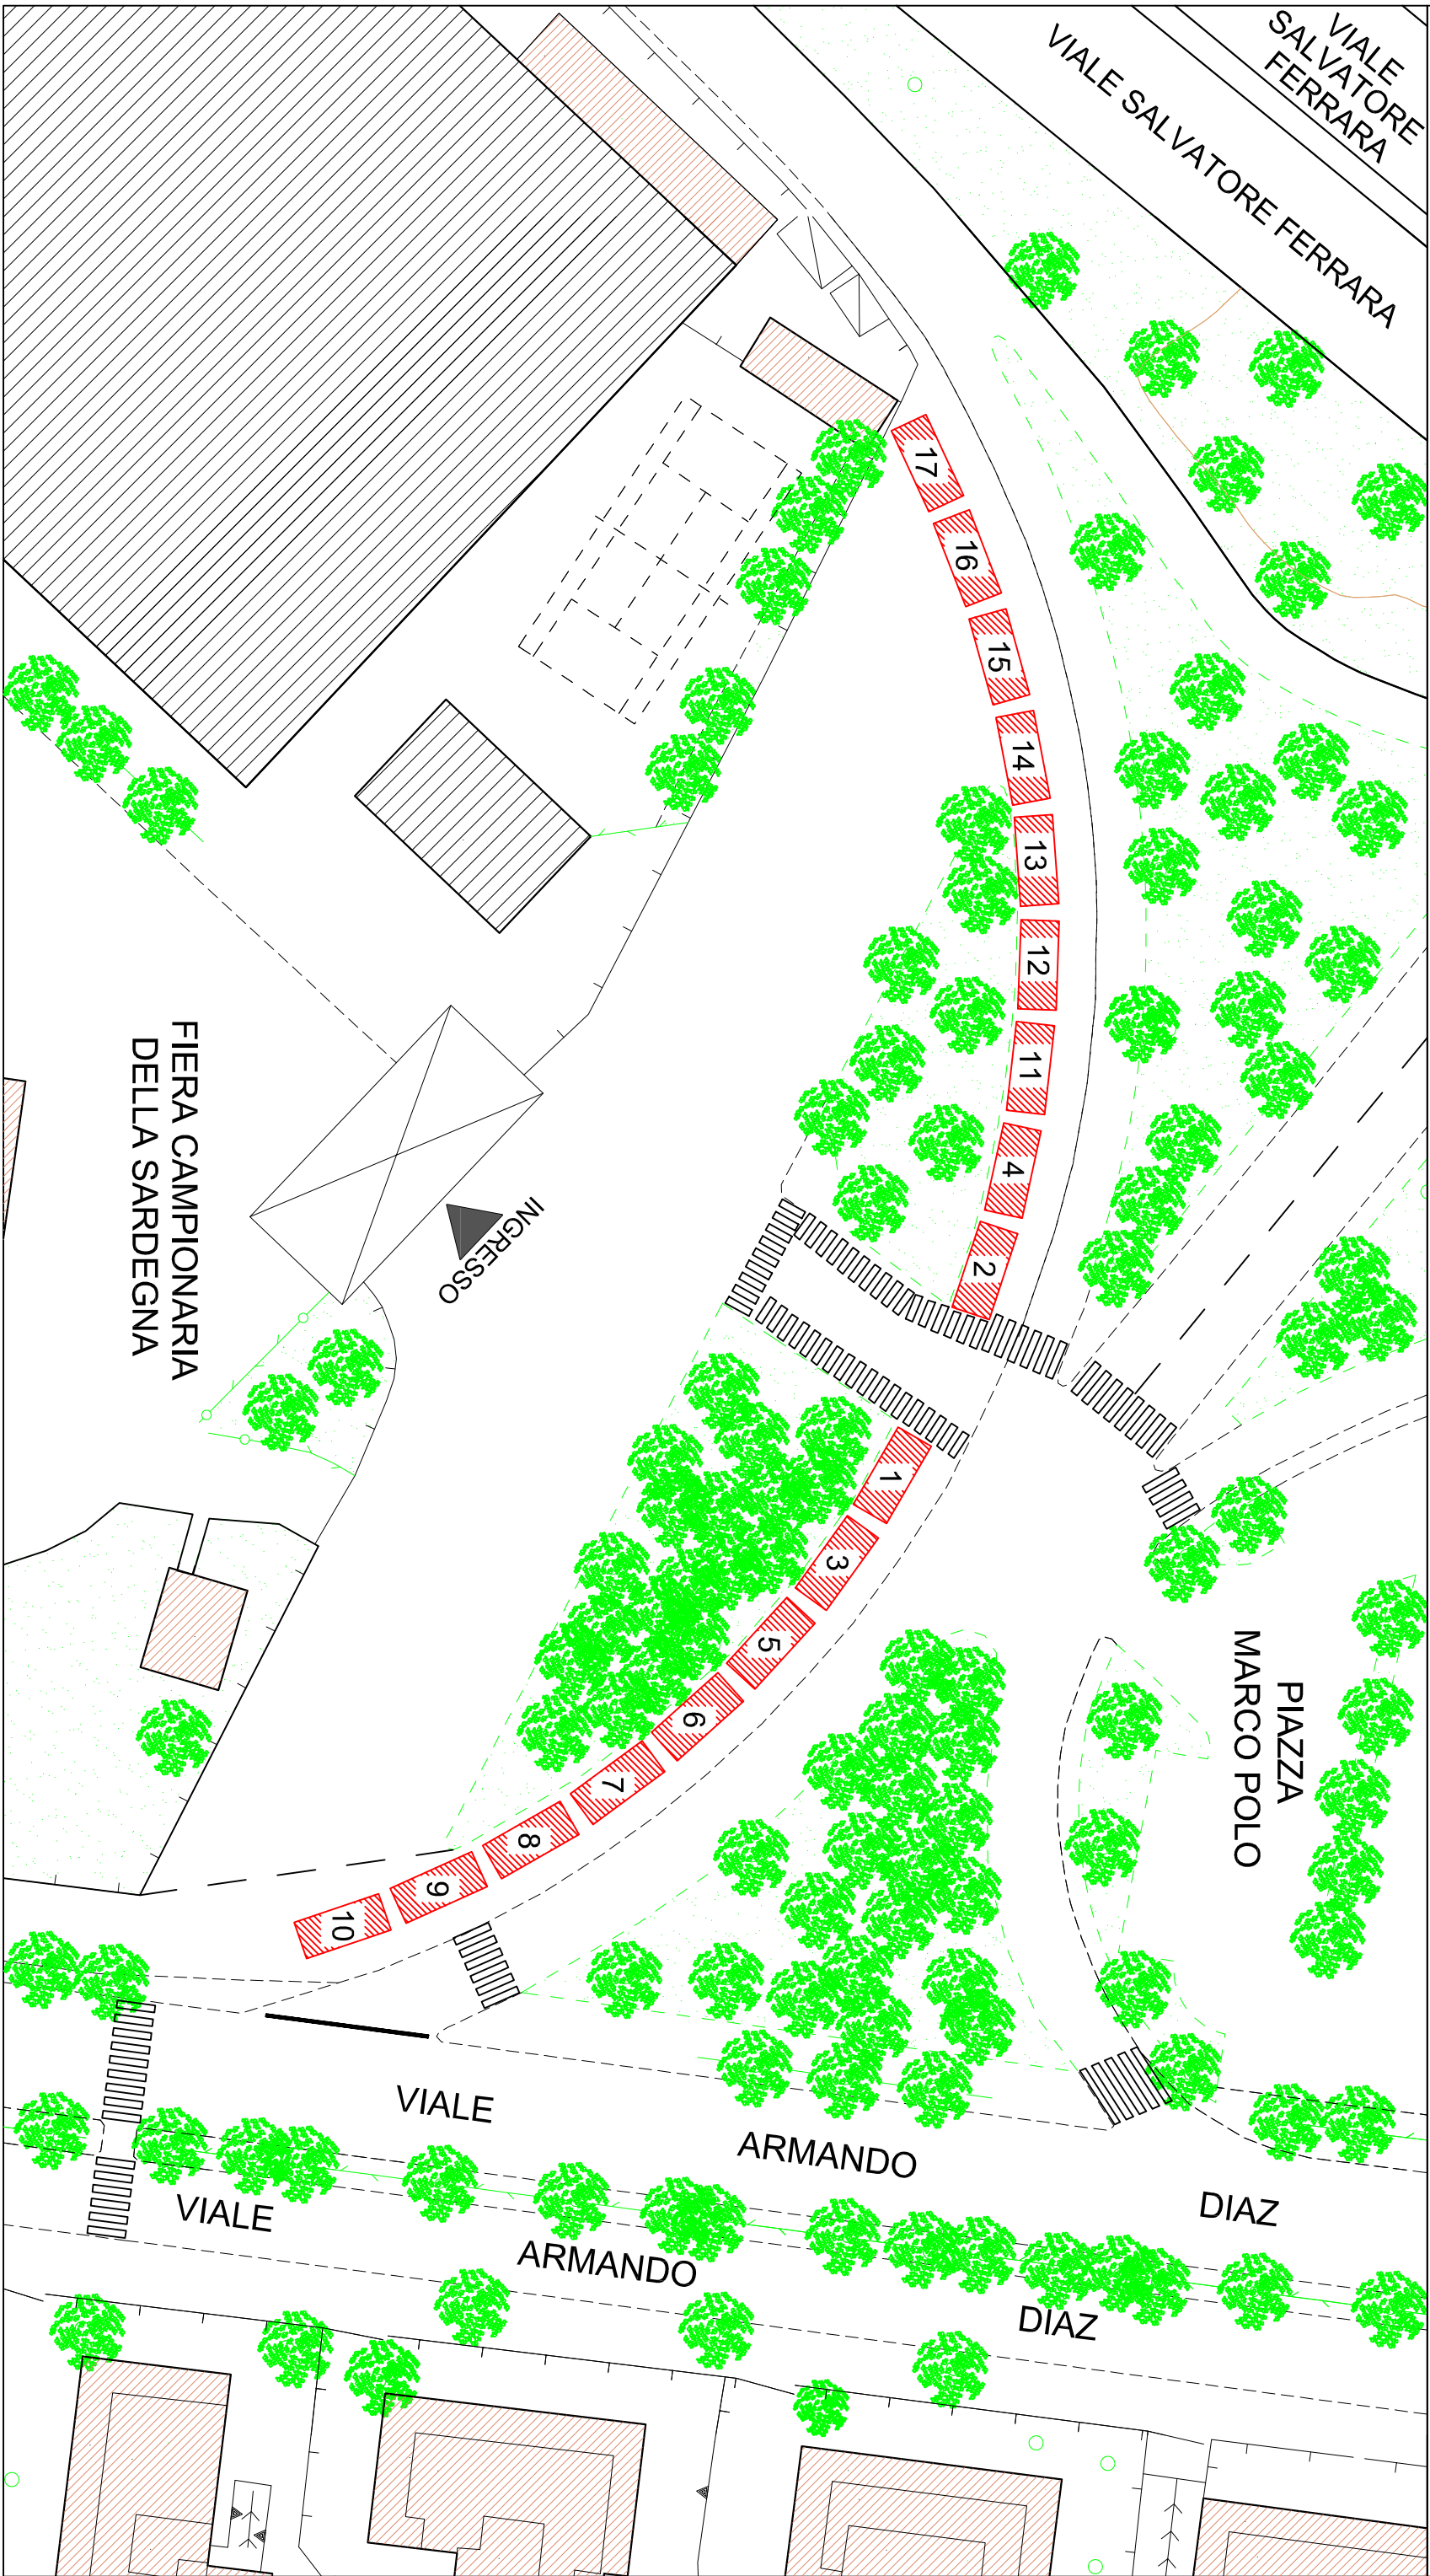 VIALE
SALVATORE
FERRARA
VIALE SALVATORE FERRARA
17
16
15
14
13
12
11
4
2
FIERA CAMPIONARIA
DELLA SARDEGNA
INGRESSO
1
3
5
6
7
8
9
10
PIAZZA
MARCO POLO
VIALE
ARMANDO
DIAZ
VIALE
ARMANDO
DIAZ